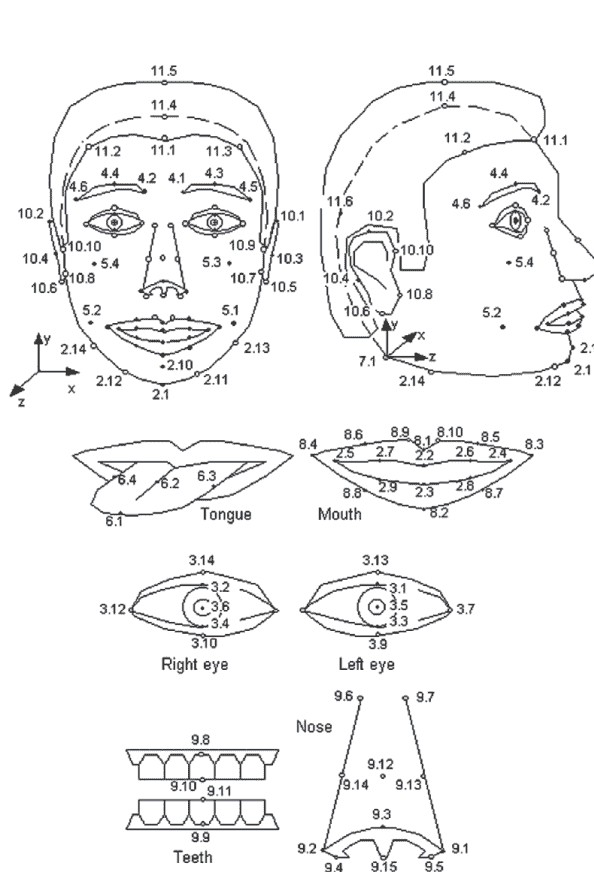 11.5 11.5
11.4 11.4
11.2 11.1 11.3 11.2 11.1
4.4 4.2 4.1 4.3 4.4
4.6 4.5 4.6 4.2
10.2 10.1 11.6 10.2
10.10 10.9 10.10
10.4 5.4 5.3 10.3 5.4
10.6 10.8 10.7 10.5 10.4 10.8
10.6
5.2 5.1 5.2
y y x
2.14 2.13 z 2.1
x 2.12 2.10 2.11 7.1 2.14 2.12 2.1
z 2.1
8.4 8.6 8.9 8.1 8.10 8.5 8.3
2.5 2.7 2.2 2.6 2.4
6.4 6.2 6.3 8.8 2.9 2.3 2.8 8.7
6.1 Tongue Mouth 8.2
3.14 3.13
3.2 3.1
3.12 3.6 3.5 3.7
3.4 3.3
3.10 3.9
Right eye Left eye
9.6 9.7
Nose
9.8
9.12
9.10 9.11 9.14 9.13
9.3
9.9 9.2 9.1
Teeth 9.4 9.15 9.5